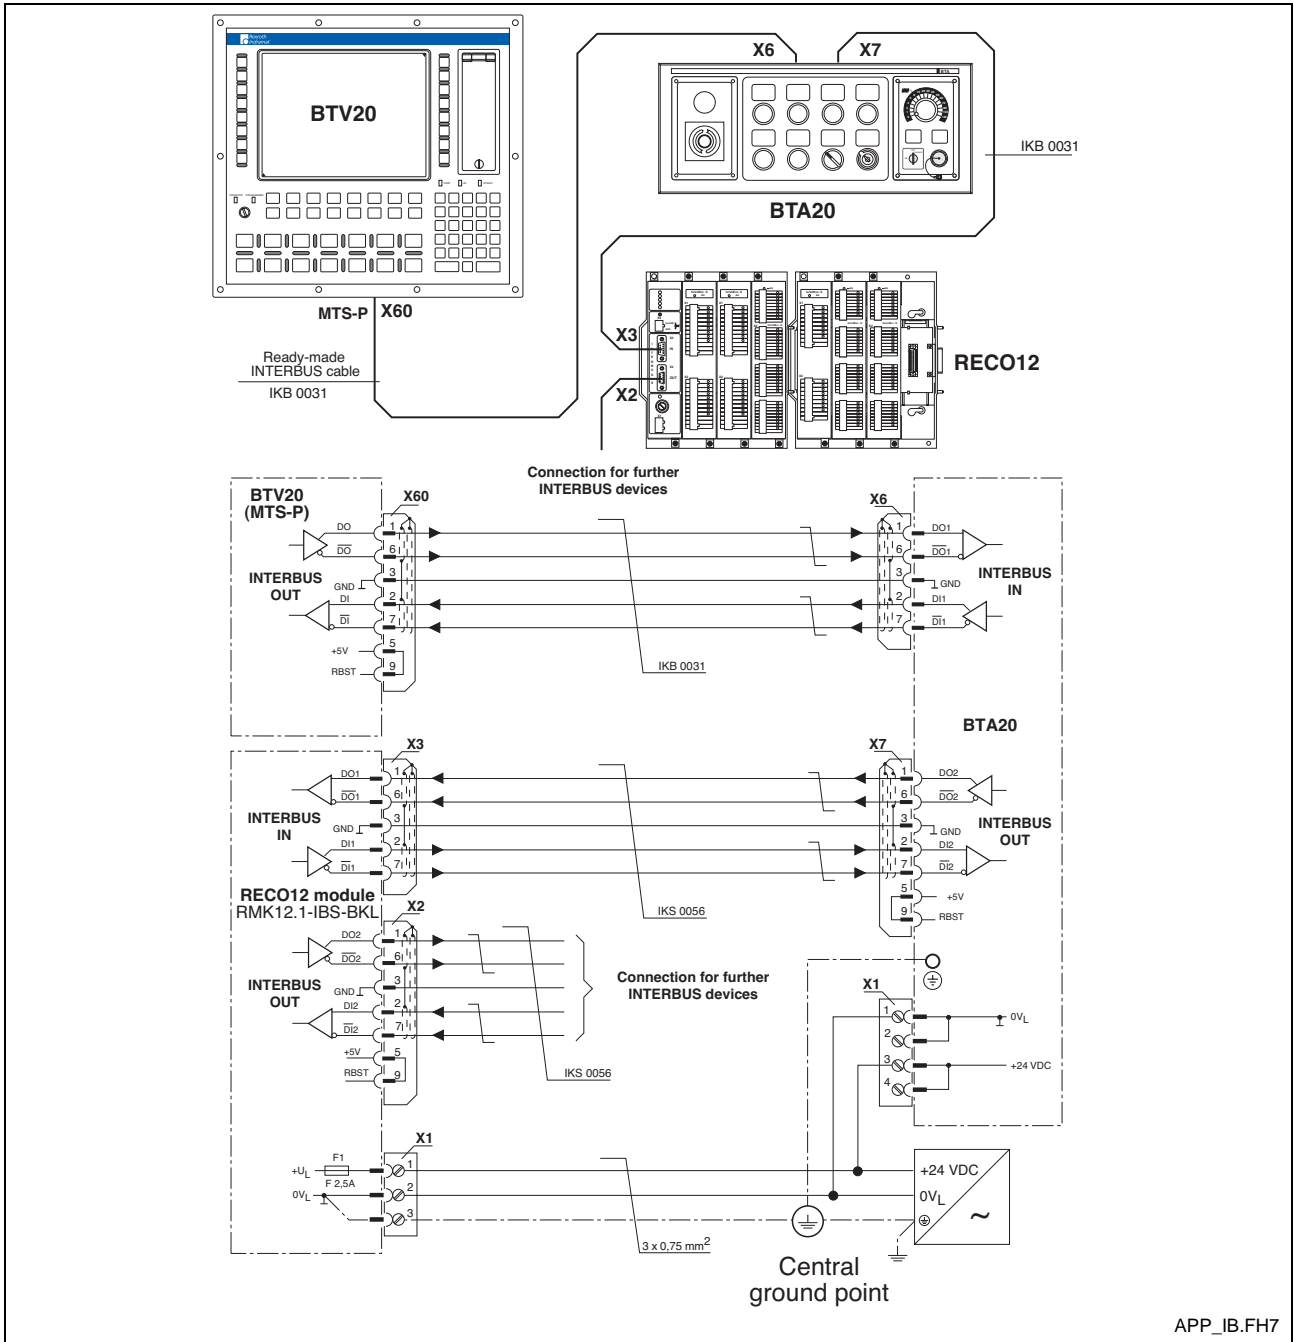 Rexroth
Indramat
BTV20
X6
X7
BTA
IKB 0031
BTA20
MTS-P
X60
Ready-made
INTERBUS cable
IKB 0031
X3
X2
IN
OUT
RECO12
Connection for further
INTERBUS devices
BTV20
(MTS-P)
X60
X6
DO
1
1
DO1
DO
6
6
DO1
INTERBUS
OUT
GND
3
3
GND
INTERBUS
IN
DI
2
2
DI1
DI
7
7
DI1
+5V
5
RBST
9
IKB 0031
BTA20
X3
X7
DO1
1
1
DO2
DO1
6
6
DO2
INTERBUS
IN
GND
3
3
GND
INTERBUS
OUT
DI1
2
2
DI2
DI1
7
7
DI2
5
+5V
9
RBST
RECO12 module
RMK12.1-IBS-BKL
IKS 0056
X2
DO2
1
DO2
6
INTERBUS
OUT
GND
3
DI2
2
DI2
7
+5V
5
RBST
9
Connection for further
INTERBUS devices
IKS 0056
X1
1
0VL
2
3
+24 VDC
4
X1
+UL
F1
F 2,5A
1
0VL
2
3
3 x 0,75 mm2
+24 VDC
0VL
~
Central
ground point
APP_IB.FH7